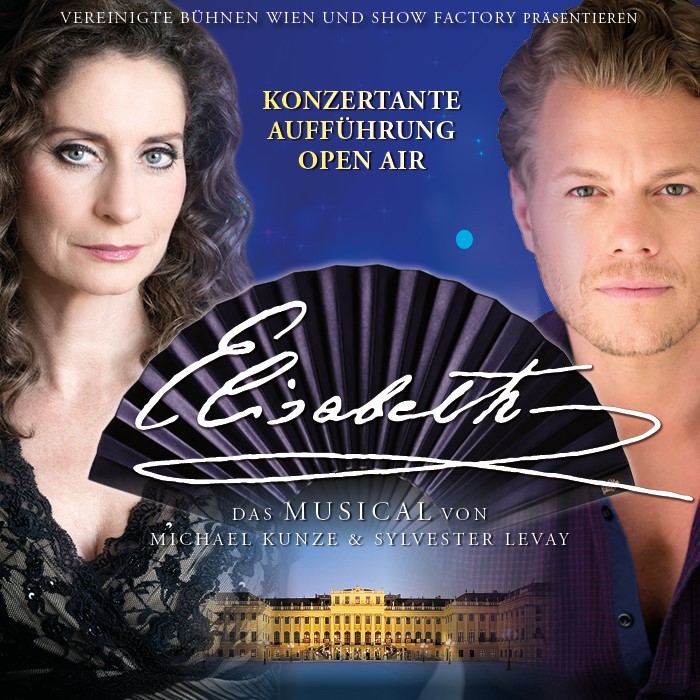 VEREINIGTE BÜHNEN WIEN UND SHOW FACTORY PRÄSENTIEREN
KONZERTANTE
AUFFÜHRUNG
OPEN AIR
Elisabeth
DAS MUSICAL VON
MICHAEL KUNZE & SYLVESTER LEVAY